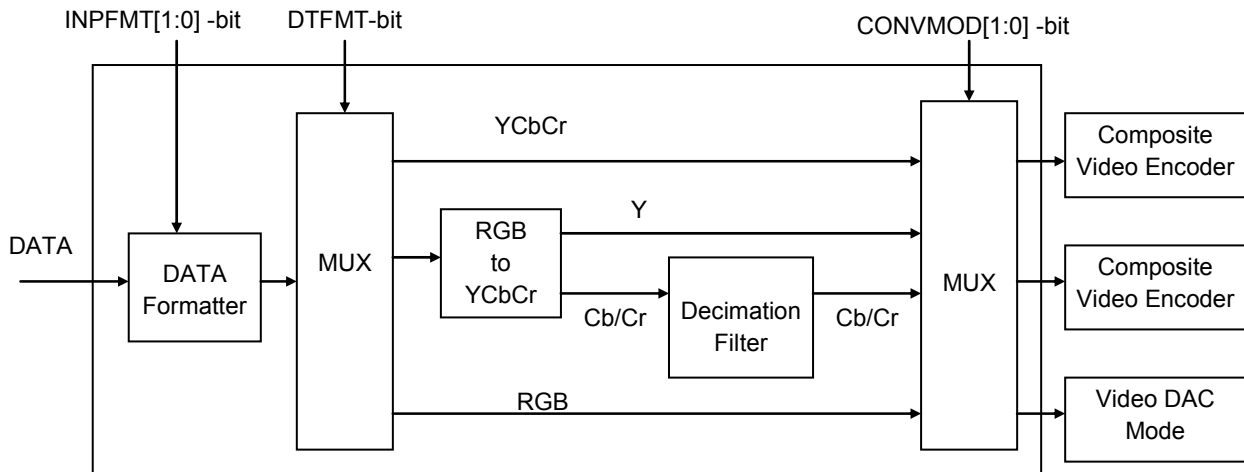 INPFMT[1:0] -bit
DTFMT-bit
CONVMOD[1:0] -bit
DATA
DATA
Formatter
MUX
YCbCr
RGB
to
YCbCr
Y
Cb/Cr
Decimation
Filter
Cb/Cr
RGB
MUX
Composite
Video Encoder
Composite
Video Encoder
Video DAC
Mode